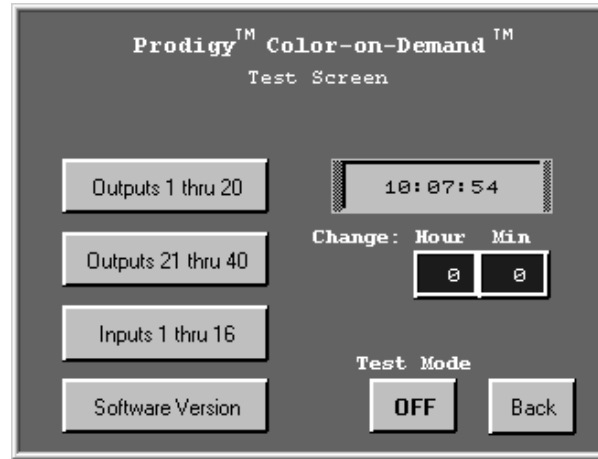 Prodigy™ Color-on-Demand™
Test Screen
Outputs 1 thru 20
10:07:54
Change: Hour Min
Outputs 21 thru 40
0 0
Inputs 1 thru 16
Test Mode
Software Version
OFF
Back